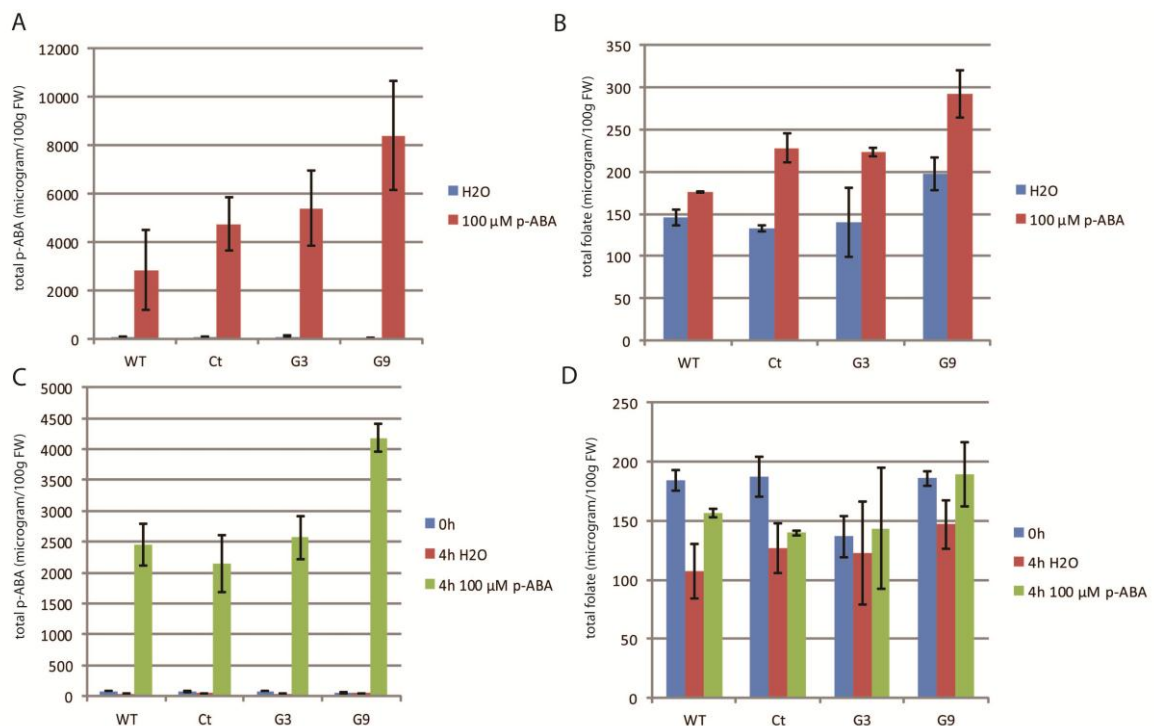 A
total p-ABA (microgram/100g FW)
12000
10000
8000
6000
4000
2000
0
WT Ct G3 G9
H2O
100 µM p-ABA
B
total folate (microgram/100g FW)
350
300
250
200
150
100
50
0
WT Ct G3 G9
H2O
100 µM p-ABA
C
total p-ABA (microgram/100g FW)
5000
4500
4000
3500
3000
2500
2000
1500
1000
500
0
WT Ct G3 G9
0h
4h H2O
4h 100 µM p-ABA
D
total folate (microgram/100g FW)
250
200
150
100
50
0
WT Ct G3 G9
0h
4h H2O
4h 100 µM p-ABA